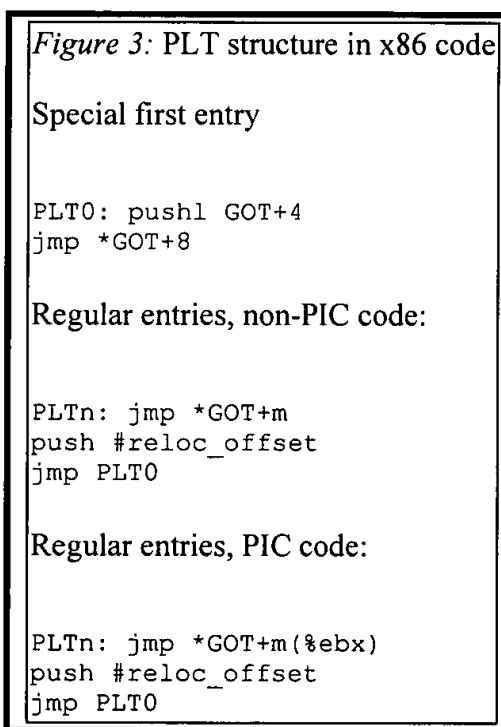 Figure 3: PLT structure in x86 code
Special first entry
PLT0: pushl GOT+4
jmp *GOT+8
Regular entries, non-PIC code:
PLTn: jmp *GOT+m
push #reloc_offset
jmp PLT0
Regular entries, PIC code:
PLTn: jmp *GOT+m(%ebx)
push #reloc_offset
jmp PLT0